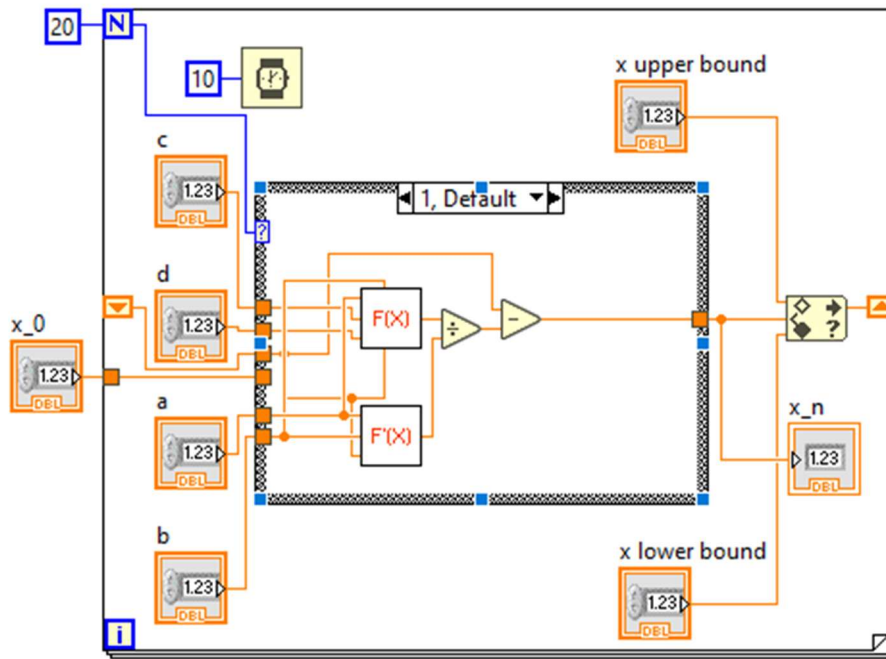 20 N
10
x upper bound
1.23
DBL
c
1.23
DBL
1, Default
?
d
1.23
DBL
F(X)
÷
-
?
x_0
1.23
DBL
a
1.23
DBL
F'(X)
x_n
1.23
DBL
b
1.23
DBL
x lower bound
1.23
DBL
i